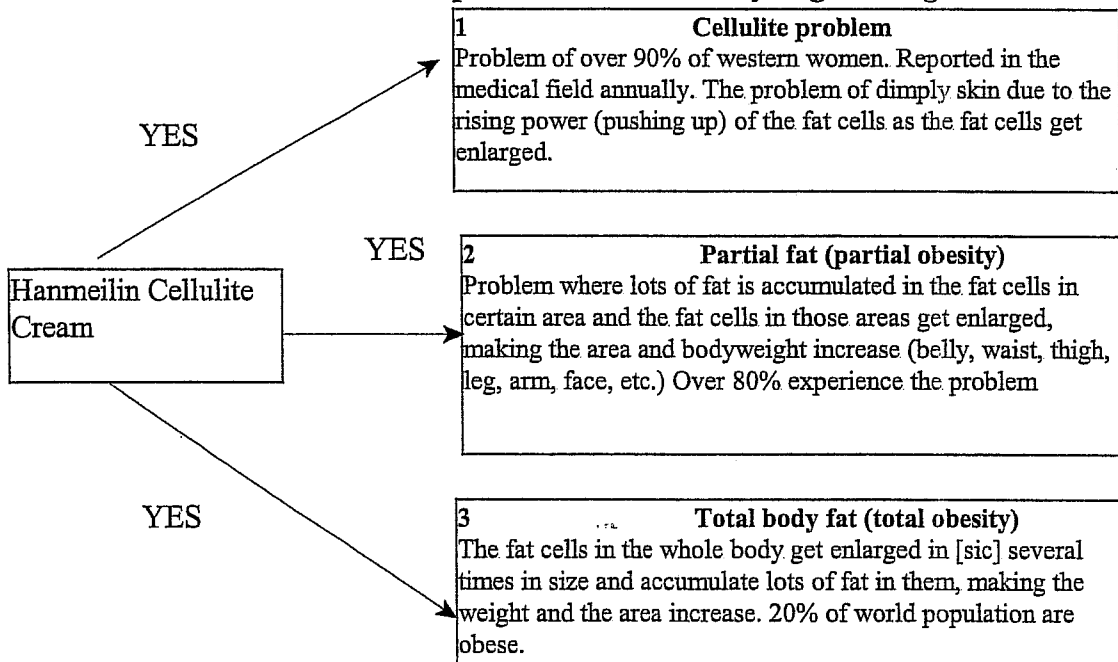 1 Cellulite problem
Problem of over 90% of western women. Reported in the
medical field annually. The problem of dimply skin due to the
rising power (pushing up) of the fat cells as the fat cells get
enlarged.
YES
YES
2 Partial fat (partial obesity)
Problem where lots of fat is accumulated in the fat cells in
certain area and the fat cells in those areas get enlarged,
making the area and bodyweight increase (belly, waist, thigh,
leg, arm, face, etc.) Over 80% experience the problem
Hanmeilin Cellulite
Cream
YES
3 Total body fat (total obesity)
The fat cells in the whole body get enlarged in [sic] several
times in size and accumulate lots of fat in them, making the
weight and the area increase. 20% of world population are
obese.